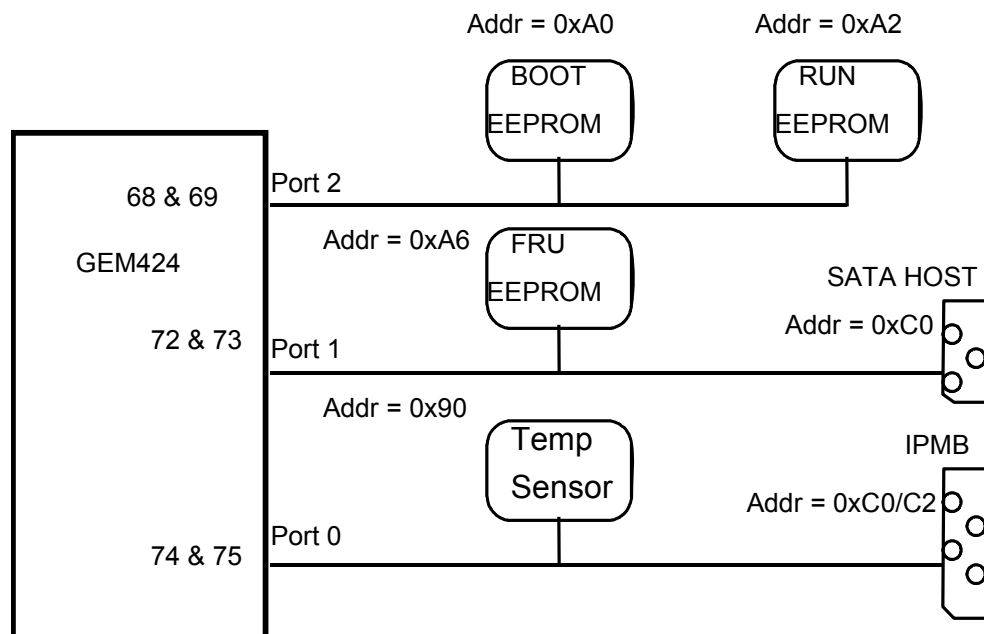 Addr = 0xA0
Addr = 0xA2
BOOT
EEPROM
RUN
EEPROM
68 & 69
Port 2
Addr = 0xA6
FRU
EEPROM
GEM424
SATA HOST
Addr = 0xC0
72 & 73
Port 1
Addr = 0x90
Temp
Sensor
IPMB
Addr = 0xC0/C2
74 & 75
Port 0